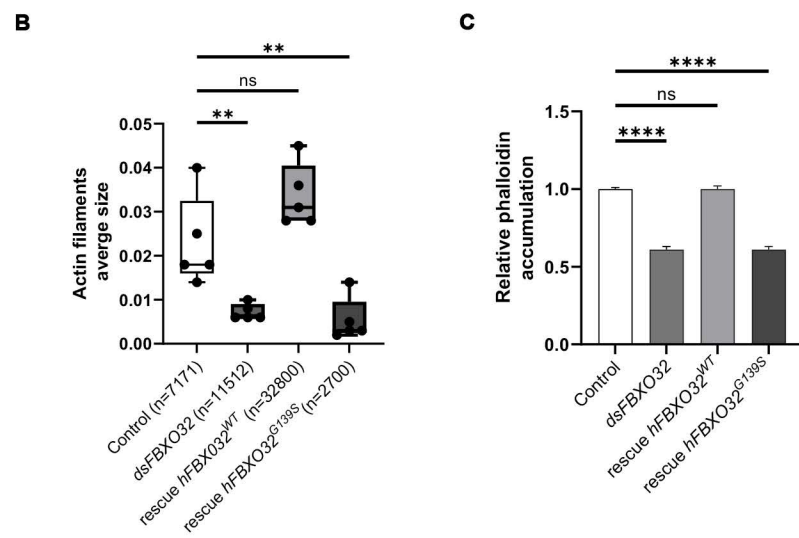 B
**
ns
**
0.05
0.04
0.03
0.02
0.01
0.00
Actin filaments
averge size
Control (n=7171)
dsFBXO32 (n=11512)
rescue hFBX032WT (n=32800)
rescue hFBXO32G139S (n=2700)
C
****
ns
****
1.5
1.0
0.5
0.0
Relative phalloidin
accumulation
Control
dsFBXO32
rescue hFBXO32WT
rescue hFBXO32G139S